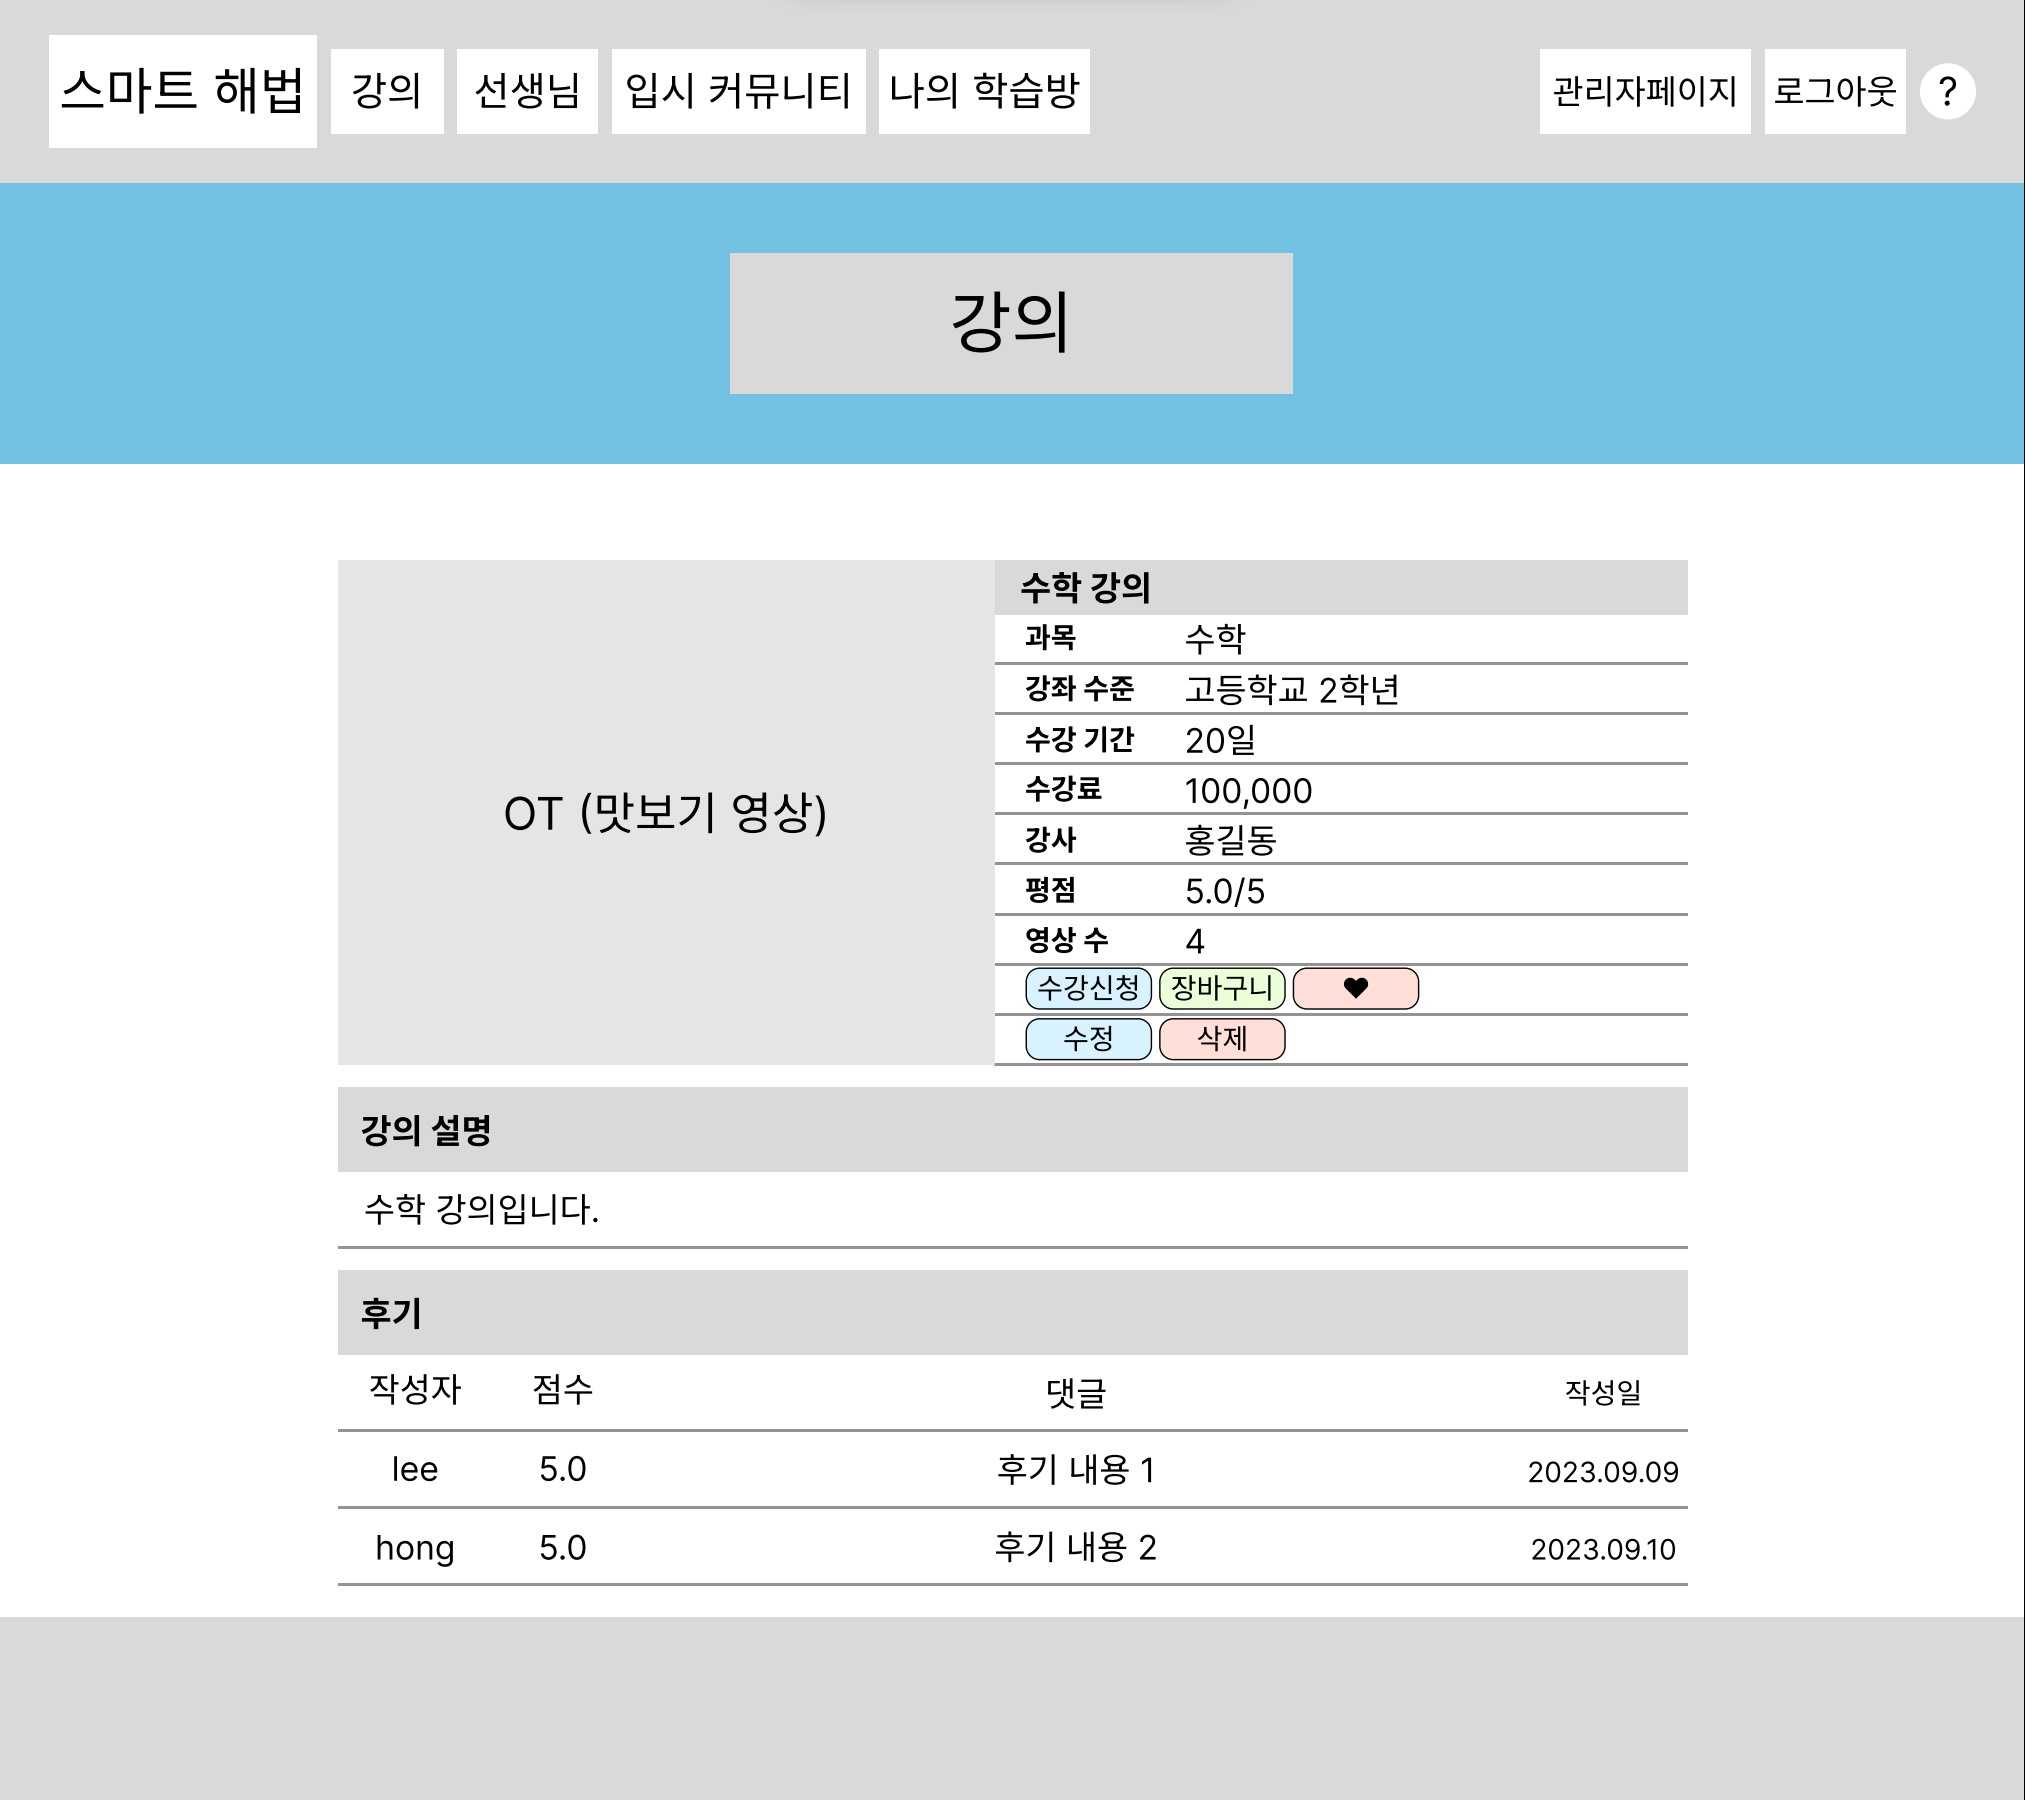 스마트 해법 강의 선생님 입시 커뮤니티 나의 학습방 관리자페이지 로그아웃 ?
강의
OT (맛보기 영상)
수학 강의
과목 수학
강좌 수준 고등학교 2학년
수강 기간 20일
수강료 100,000
강사 홍길동
평점 5.0/5
영상 수 4
수강신청 장바구니 ♥
수정 삭제
강의 설명
수학 강의입니다.
후기
작성자 점수 댓글 작성일
lee 5.0 후기 내용 1 2023.09.09
hong 5.0 후기 내용 2 2023.09.10